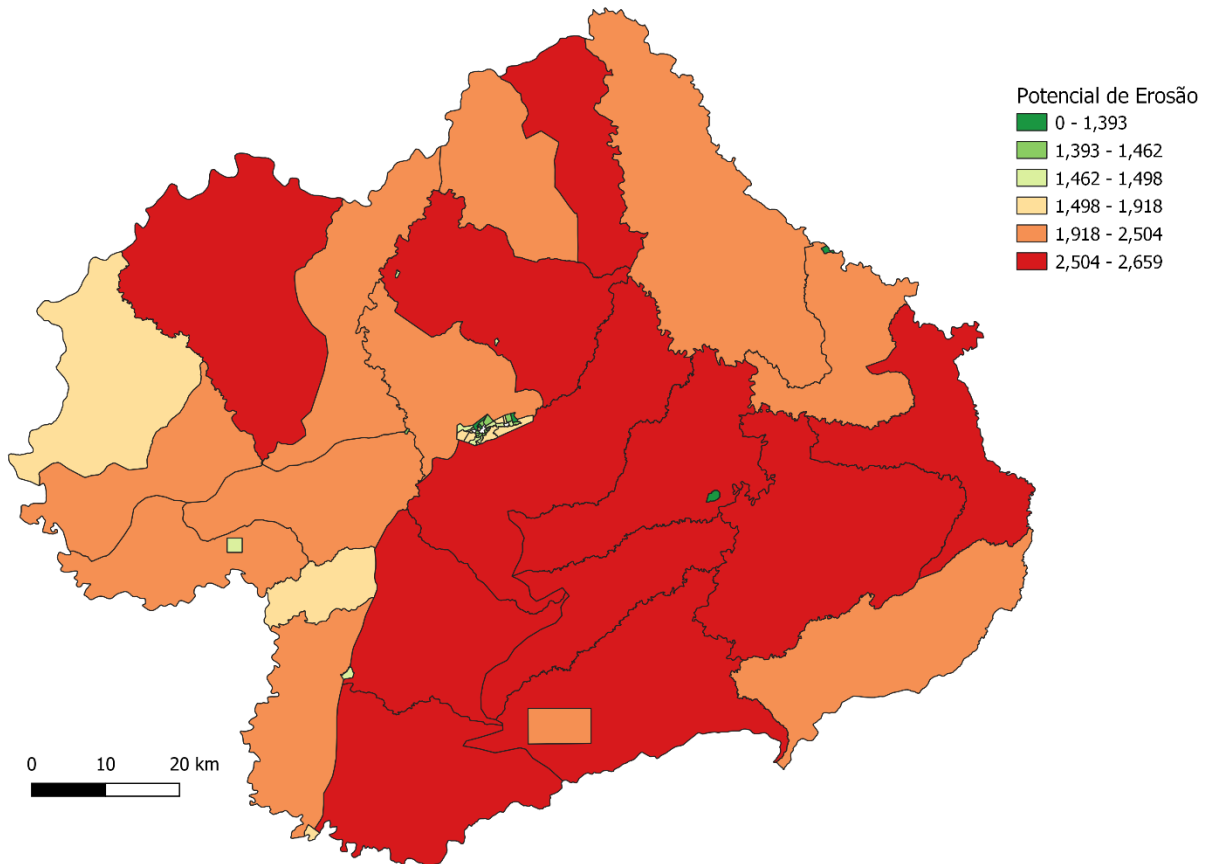 Potencial de Erosão
0 - 1,393
1,393 - 1,462
1,462 - 1,498
1,498 - 1,918
1,918 - 2,504
2,504 - 2,659
0 10 20 km